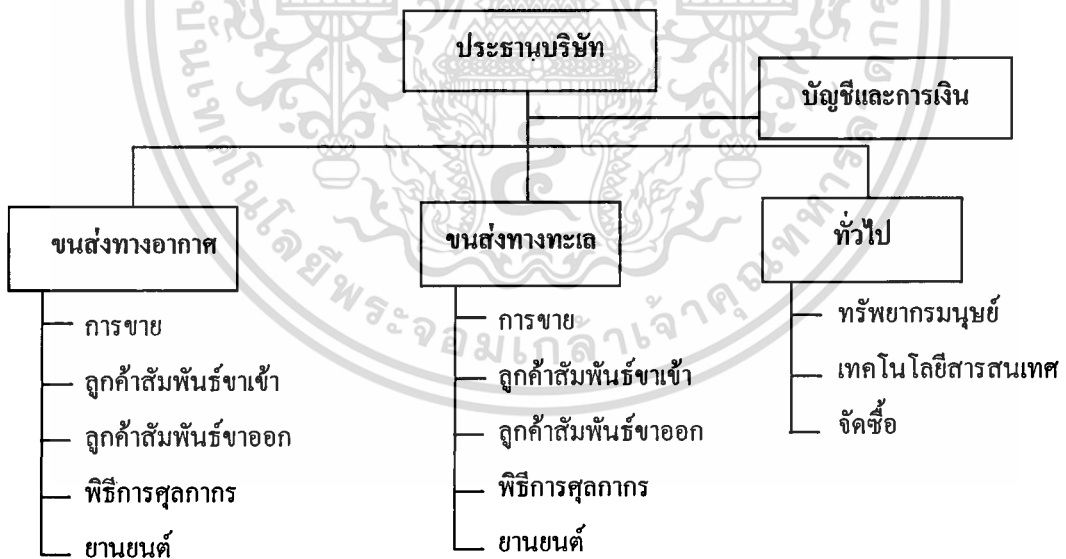 ประธานบริษัท
บัญชีและการเงิน
ขนส่งทางอากาศ
การขาย
ลูกค้าสัมพันธ์ขาเข้า
ลูกค้าสัมพันธ์ขาออก
พิธีการศุลกากร
ยานยนต์
ขนส่งทางทะเล
การขาย
ลูกค้าสัมพันธ์ขาเข้า
ลูกค้าสัมพันธ์ขาออก
พิธีการศุลกากร
ยานยนต์
ทั่วไป
ทรัพยากรมนุษย์
เทคโนโลยีสารสนเทศ
จัดซื้อ